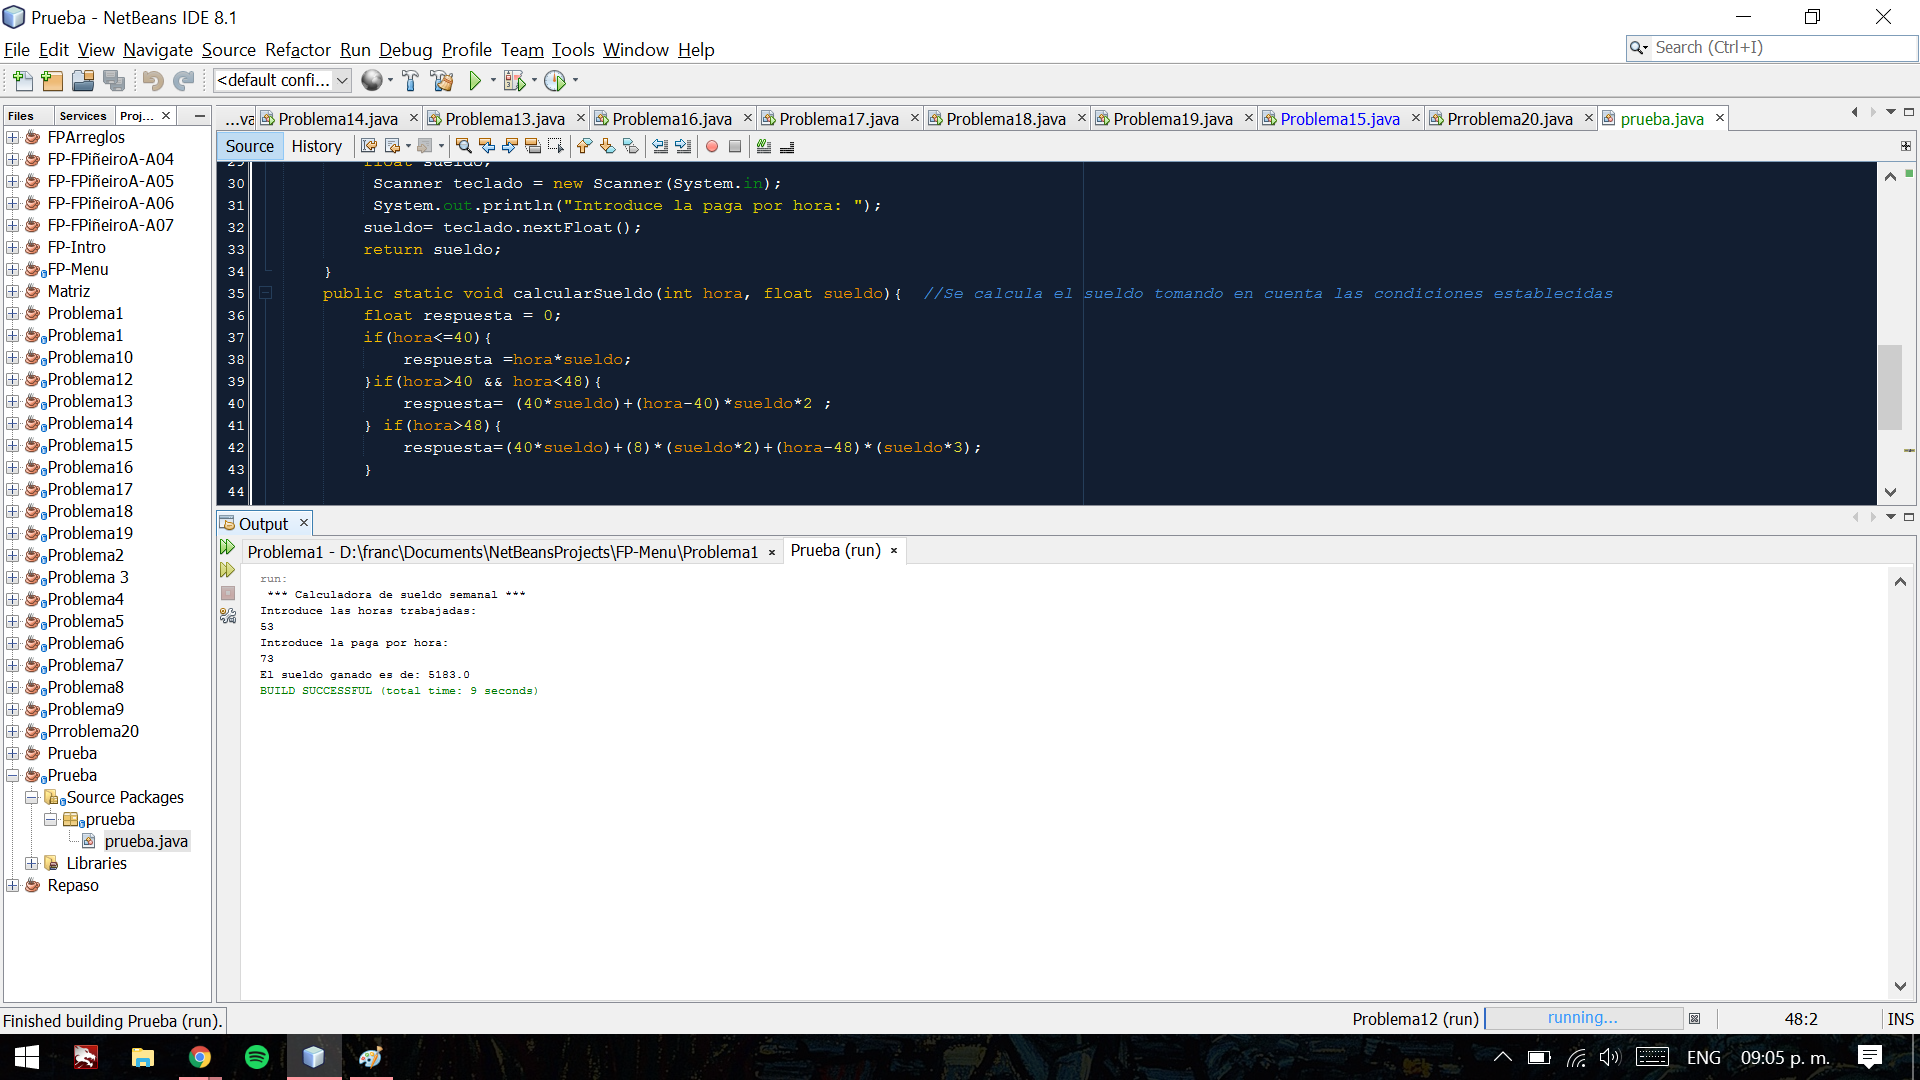 Prueba - NetBeans IDE 8.1
File Edit View Navigate Source Refactor Run Debug Profile Team Tools Window Help
Search (Ctrl+I)
<default confi...
Files Services Proj...
...va Problema14.java Problema13.java Problema16.java Problema17.java Problema18.java Problema19.java Problema15.java Prroblema20.java prueba.java
Source History
FPArreglos
FP-FPiñeiroA-A04
FP-FPiñeiroA-A05
FP-FPiñeiroA-A06
FP-FPiñeiroA-A07
FP-Intro
FP-Menu
Matriz
Problema1
Problema1
Problema10
Problema12
Problema13
Problema14
Problema15
Problema16
Problema17
Problema18
Problema19
Problema2
Problema 3
Problema4
Problema5
Problema6
Problema7
Problema8
Problema9
Prroblema20
Prueba
Prueba
Source Packages
prueba
prueba.java
Libraries
Repaso
29 float sueldo;
30 Scanner teclado = new Scanner(System.in);
31 System.out.println("Introduce la paga por hora: ");
32 sueldo= teclado.nextFloat();
33 return sueldo;
34 }
35 public static void calcularSueldo(int hora, float sueldo){ //Se calcula el sueldo tomando en cuenta las condiciones establecidas
36 float respuesta = 0;
37 if(hora<=40){
38 respuesta =hora*sueldo;
39 }if(hora>40 && hora<48){
40 respuesta= (40*sueldo)+(hora-40)*sueldo*2 ;
41 } if(hora>48){
42 respuesta=(40*sueldo)+(8)*(sueldo*2)+(hora-48)*(sueldo*3);
43 }
44
Output
Problema1 - D:\franc\Documents\NetBeansProjects\FP-Menu\Problema1 Prueba (run)
run:
*** Calculadora de sueldo semanal ***
Introduce las horas trabajadas:
53
Introduce la paga por hora:
73
El sueldo ganado es de: 5183.0
BUILD SUCCESSFUL (total time: 9 seconds)
Finished building Prueba (run).
Problema12 (run) running... 48:2 INS
ENG 09:05 p. m.